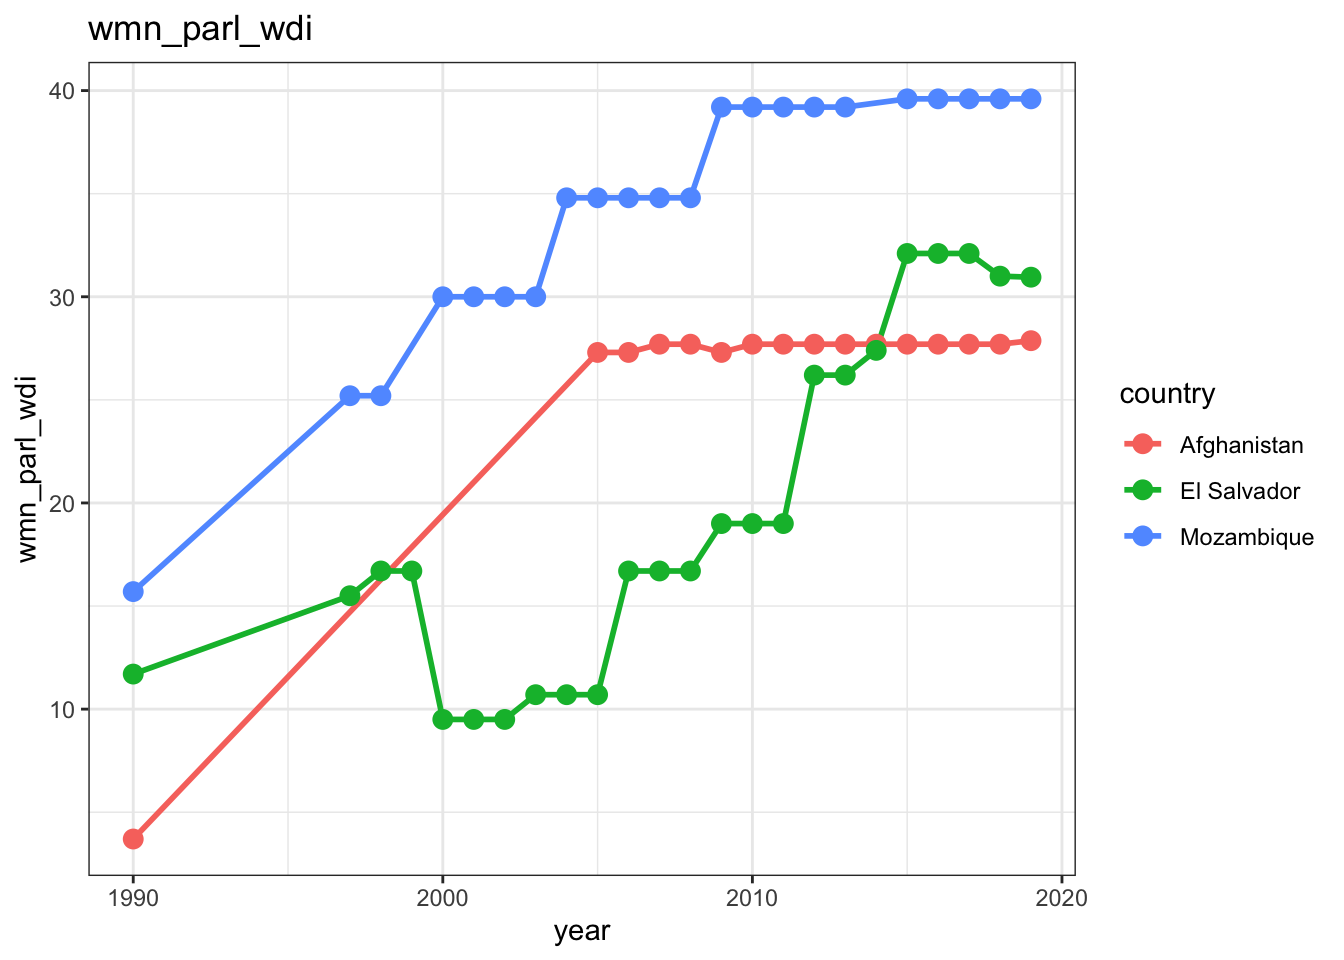 wmn_parl_wdi
40
30
20
10
wmn_parl_wdi
1990
2000
2010
2020
year
country
Afghanistan
El Salvador
Mozambique